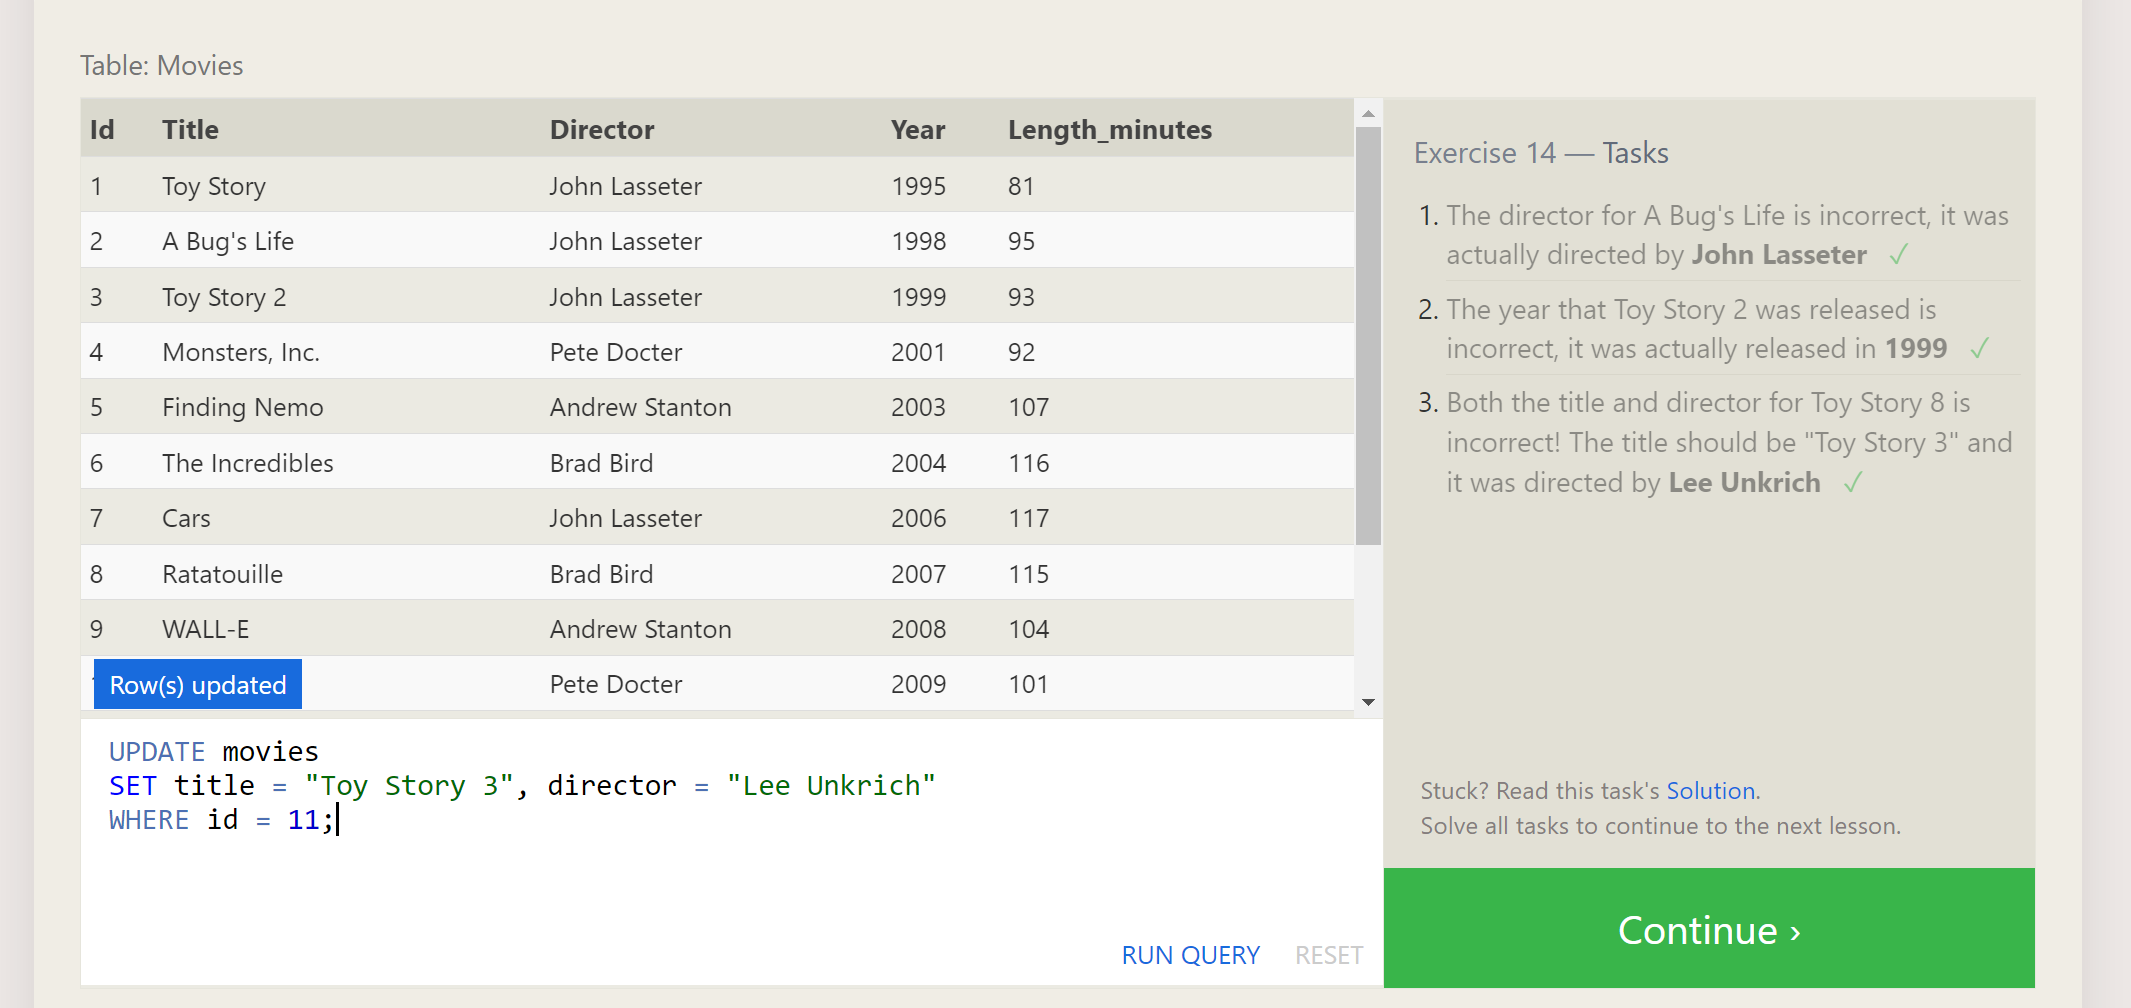 Table: Movies
Id Title Director Year Length_minutes
1 Toy Story John Lasseter 1995 81
2 A Bug's Life John Lasseter 1998 95
3 Toy Story 2 John Lasseter 1999 93
4 Monsters, Inc. Pete Docter 2001 92
5 Finding Nemo Andrew Stanton 2003 107
6 The Incredibles Brad Bird 2004 116
7 Cars John Lasseter 2006 117
8 Ratatouille Brad Bird 2007 115
9 WALL-E Andrew Stanton 2008 104
Row(s) updated Pete Docter 2009 101
UPDATE movies
SET title = "Toy Story 3", director = "Lee Unkrich"
WHERE id = 11;
RUN QUERY RESET
Exercise 14 — Tasks
1. The director for A Bug's Life is incorrect, it was
actually directed by John Lasseter ✓
2. The year that Toy Story 2 was released is
incorrect, it was actually released in 1999 ✓
3. Both the title and director for Toy Story 8 is
incorrect! The title should be "Toy Story 3" and
it was directed by Lee Unkrich ✓
Stuck? Read this task's Solution.
Solve all tasks to continue to the next lesson.
Continue ›